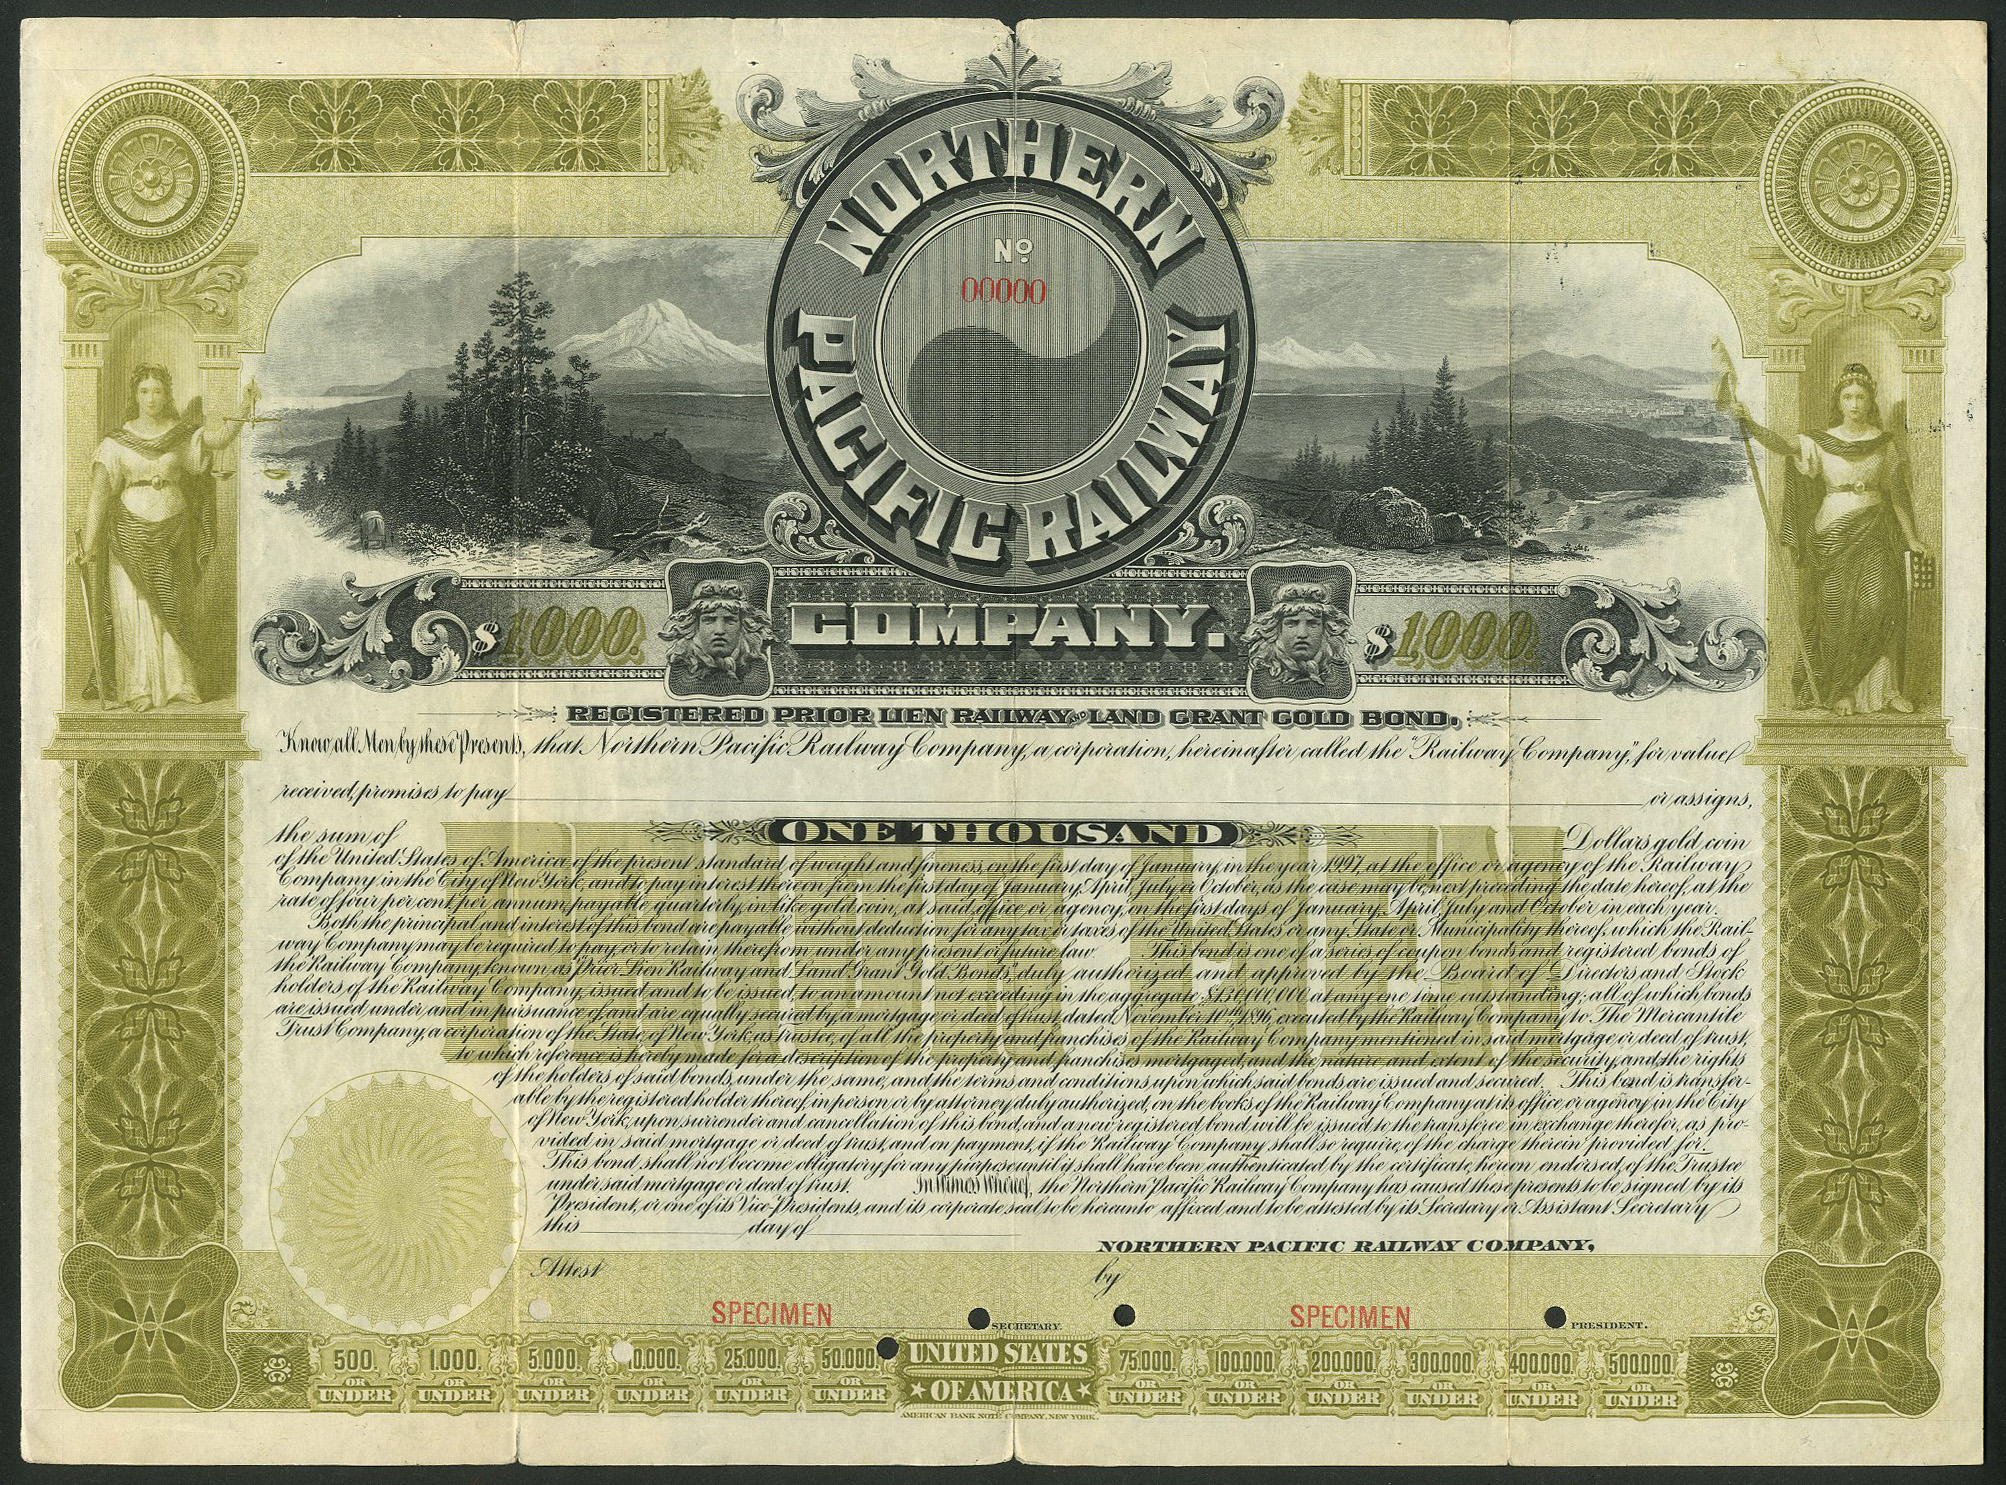 NORTHERN
PACIFIC RAILWAY
No.
00000
COMPANY.
$1,000.
$1,000.
REGISTERED PRIOR LIEN RAILWAY AND LAND GRANT GOLD BOND.
Know all Men by these Presents, that Northern Pacific Railway Company, a corporation, hereinafter called the "Railway Company", for value
received, promises to pay or assigns,
the sum of ONE THOUSAND Dollars gold coin
of the United States of America of the present standard of weight and fineness, on the first day of January, in the year 1997, at the office or agency of the Railway
Company in the City of New York, and to pay interest thereon from the first day of January, April, July or October, as the case may be, next preceding the date hereof, at the
rate of four per cent. per annum, payable quarterly, in like gold coin, at said office or agency, on the first days of January, April, July and October in each year.
Both the principal and interest of this bond are payable without deduction for any tax or taxes of the United States or any State or Municipality thereof, which the Rail-
way Company may be required to pay or to retain therefrom under any present or future law. This bond is one of a series of coupon bonds and registered bonds of
the Railway Company, known as "Prior Lien Railway and Land Grant Gold Bonds", duly authorized and approved by the Board of Directors and Stock
holders of the Railway Company, issued and to be issued, to an amount not exceeding in the aggregate $130,000,000 at any one time outstanding; all of which bonds
are issued under and in pursuance of, and are equally secured by a mortgage or deed of trust, dated November 10th, 1896, executed by the Railway Company to The Mercantile
Trust Company, a corporation of the State of New York, as trustee, of all the property and franchises of the Railway Company mentioned in said mortgage or deed of trust,
to which reference is hereby made for a description of the property and franchises mortgaged, and the nature and extent of the security, and the rights
of the holders of said bonds, under the same, and the terms and conditions upon which said bonds are issued and secured. This bond is transfer-
able by the registered holder thereof, in person or by attorney duly authorized, on the books of the Railway Company at its office or agency in the City
of New York, upon surrender and cancellation of this bond, and a new registered bond will be issued to the transferee in exchange therefor, as pro-
vided in said mortgage or deed of trust, and on payment, if the Railway Company shall so require, of the charge therein provided for.
This bond shall not become obligatory for any purpose until it shall have been authenticated by the certificate, hereon endorsed, of the Trustee
under said mortgage or deed of trust. In Witness Whereof, the Northern Pacific Railway Company has caused these presents to be signed by its
President, or one of its Vice-Presidents, and its corporate seal to be hereunto affixed and to be attested by its Secretary or Assistant Secretary
this day of
NORTHERN PACIFIC RAILWAY COMPANY,
Attest by
SPECIMEN SECRETARY. SPECIMEN PRESIDENT.
500. OR UNDER
1,000. OR UNDER
5,000. OR UNDER
0,000. OR UNDER
25,000. OR UNDER
50,000. OR UNDER
UNITED STATES
OF AMERICA
75,000. OR UNDER
100,000. OR UNDER
200,000. OR UNDER
300,000. OR UNDER
400,000. OR UNDER
500,000. OR UNDER
AMERICAN BANK NOTE COMPANY, NEW YORK.